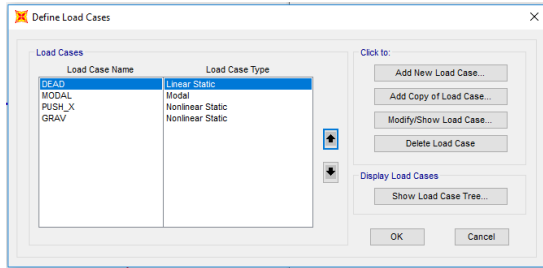 Define Load Cases
Load Cases
Load Case Name Load Case Type
DEAD Linear Static
MODAL Modal
PUSH_X Nonlinear Static
GRAV Nonlinear Static
Click to:
Add New Load Case...
Add Copy of Load Case...
Modify/Show Load Case...
Delete Load Case
Display Load Cases
Show Load Case Tree...
OK Cancel